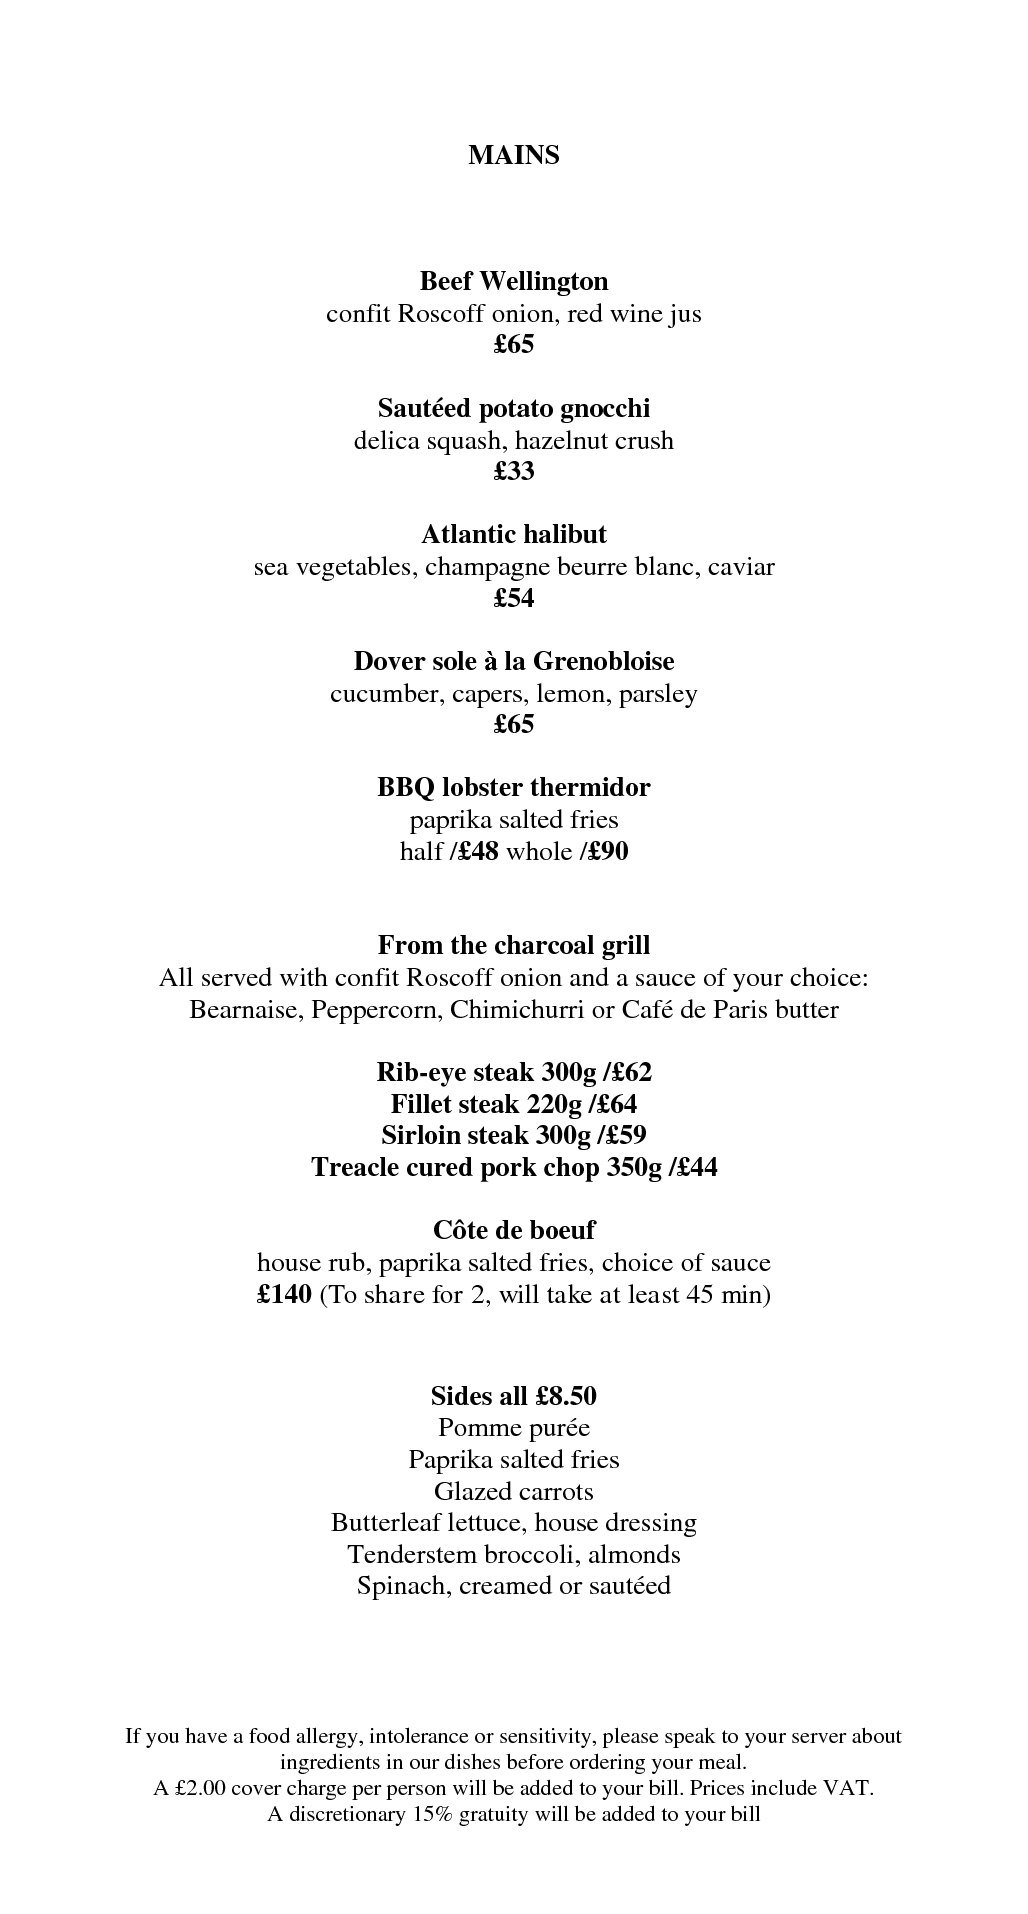 MAINS
Beef Wellington
confit Roscoff onion, red wine jus
£65
Sautéed potato gnocchi
delica squash, hazelnut crush
£33
Atlantic halibut
sea vegetables, champagne beurre blanc, caviar
£54
Dover sole à la Grenobloise
cucumber, capers, lemon, parsley
£65
BBQ lobster thermidor
paprika salted fries
half /£48 whole /£90
From the charcoal grill
All served with confit Roscoff onion and a sauce of your choice:
Bearnaise, Peppercorn, Chimichurri or Café de Paris butter
Rib-eye steak 300g /£62
Fillet steak 220g /£64
Sirloin steak 300g /£59
Treacle cured pork chop 350g /£44
Côte de boeuf
house rub, paprika salted fries, choice of sauce
£140 (To share for 2, will take at least 45 min)
Sides all £8.50
Pomme purée
Paprika salted fries
Glazed carrots
Butterleaf lettuce, house dressing
Tenderstem broccoli, almonds
Spinach, creamed or sautéed
If you have a food allergy, intolerance or sensitivity, please speak to your server about
ingredients in our dishes before ordering your meal.
A £2.00 cover charge per person will be added to your bill. Prices include VAT.
A discretionary 15% gratuity will be added to your bill